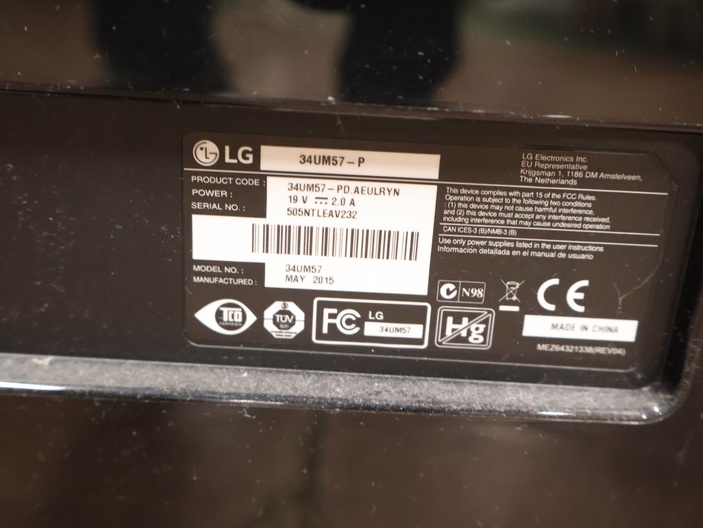 LG
34UM57-P
PRODUCT CODE :
34UM57-PD.AEULRYN
POWER :
19 V ⎓ 2.0 A
SERIAL NO. :
505NTLEAV232
MODEL NO. :
34UM57
MANUFACTURED :
MAY 2015
LG Electronics Inc.
EU Representative
Krijgsman 1, 1186 DM Amstelveen,
The Netherlands
This device complies with part 15 of the FCC Rules.
Operation is subject to the following two conditions
: (1) this device may not cause harmful interference,
and (2) this device must accept any interference received,
including interference that may cause undesired operation
CAN ICES-3 (B)/NMB-3 (B)
Use only power supplies listed in the user instructions
Información detallada en el manual de usuario
N98
CE
TCO
CERTIFIED
TÜV
SÜD
FC
LG
34UM57
Hg
MADE IN CHINA
MEZ64321338(REV04)